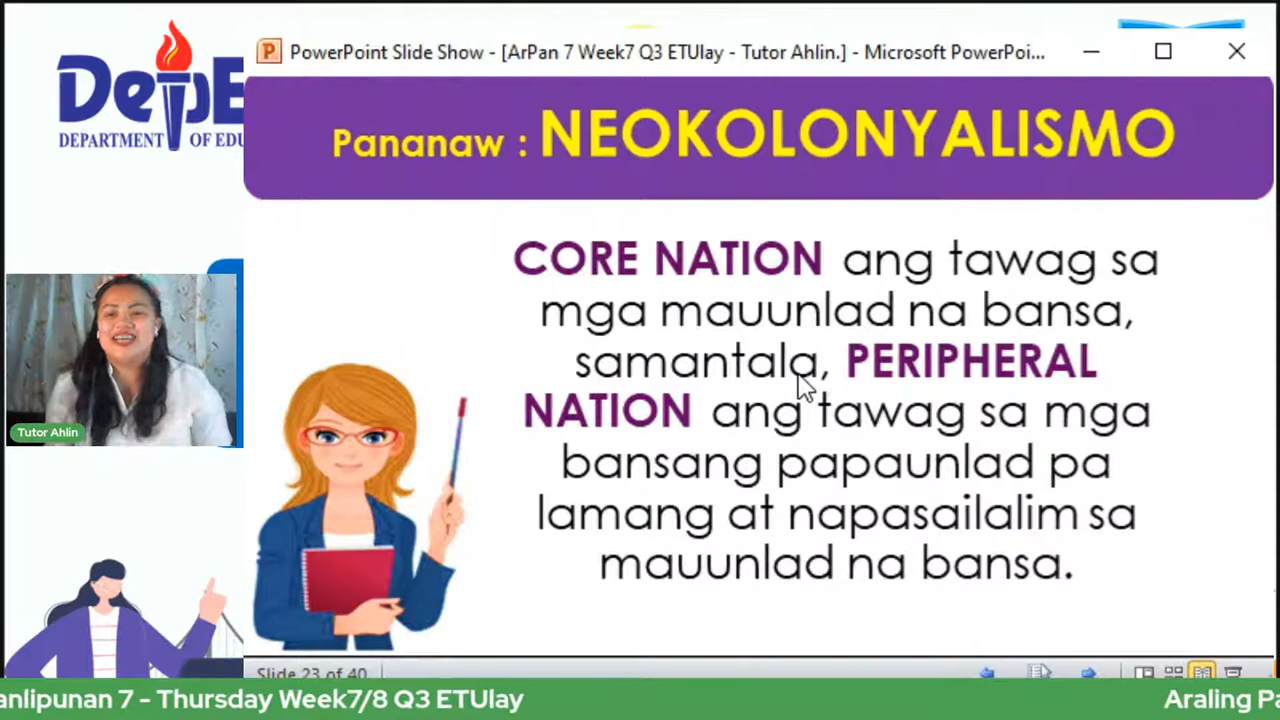 DepE
DEPARTMENT OF EDU
PowerPoint Slide Show - [ArPan 7 Week7 Q3 ETUlay - Tutor Ahlin.] - Microsoft PowerPoi...
Pananaw : NEOKOLONYALISMO
CORE NATION ang tawag sa
mga mauunlad na bansa,
samantala, PERIPHERAL
NATION ang tawag sa mga
bansang papaunlad pa
lamang at napasailalim sa
mauunlad na bansa.
Tutor Ahlin
Slide 23 of 40
anlipunan 7 - Thursday Week7/8 Q3 ETUlay
Araling Pa